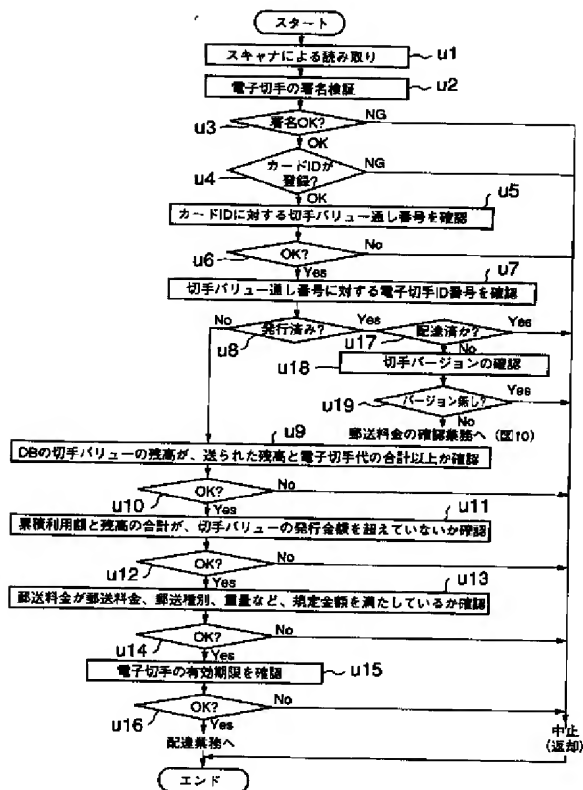 スタート
スキャナによる読み取り
u1
電子切手の署名検証
u2
署名OK?
NG
u3
OK
カードIDが
登録?
NG
u4
OK
u5
カードIDに対する切手バリュー通し番号を確認
OK?
No
u6
Yes
u7
切手バリュー通し番号に対する電子切手ID番号を確認
No
発行済み?
Yes
配達済か?
Yes
u8
u17
No
u18
切手バージョンの確認
バージョン無し?
Yes
u19
No
郵送料金の確認業務へ (図10)
u9
DBの切手バリューの残高が、送られた残高と電子切手代の合計以上か確認
OK?
No
u10
Yes
u11
累積利用額と残高の合計が、切手バリューの発行金額を超えていないか確認
OK?
No
u12
Yes
u13
郵送料金が郵送料金、郵送種別、重量など、規定金額を満たしているか確認
OK?
No
u14
Yes
電子切手の有効期限を確認
u15
OK?
No
u16
Yes
配達業務へ
中止
(返却)
エンド